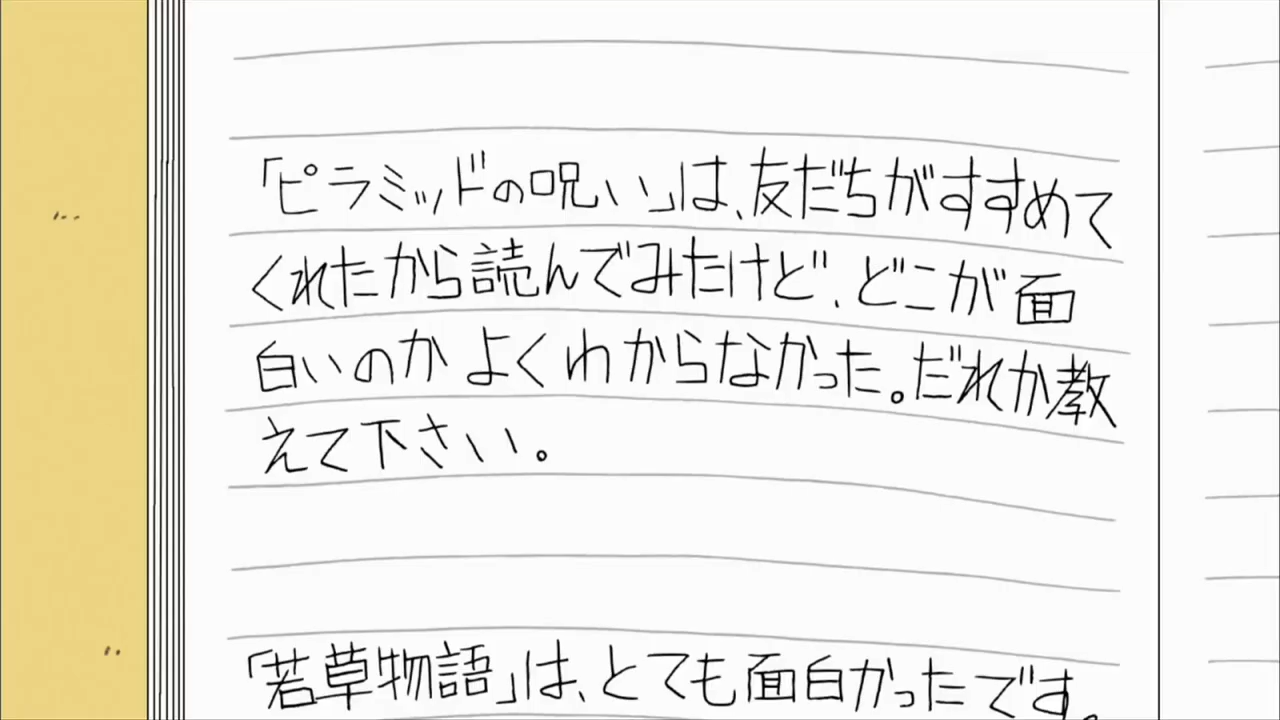 「ピラミッドの呪い」は、友だちがすすめて
くれたから読んでみたけど、どこが面
白いのかよくわからなかった。だれか教
えて下さい。
「若草物語」は、とても面白かったです。